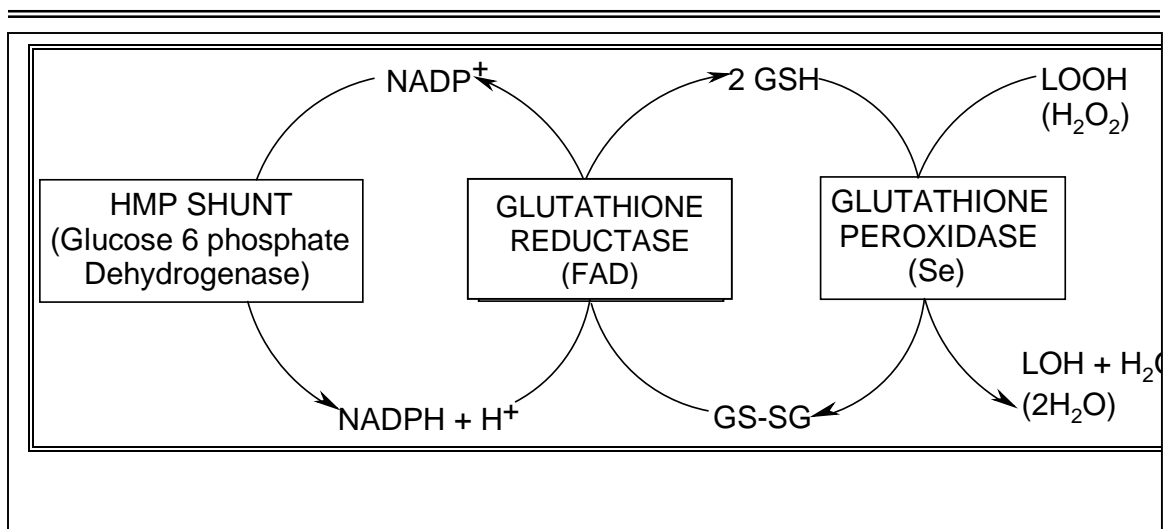 NADP+
2 GSH
LOOH
(H2O2)
HMP SHUNT
(Glucose 6 phosphate
Dehydrogenase)
GLUTATHIONE
REDUCTASE
(FAD)
GLUTATHIONE
PEROXIDASE
(Se)
NADPH + H+
GS-SG
LOH + H2
(2H2O)